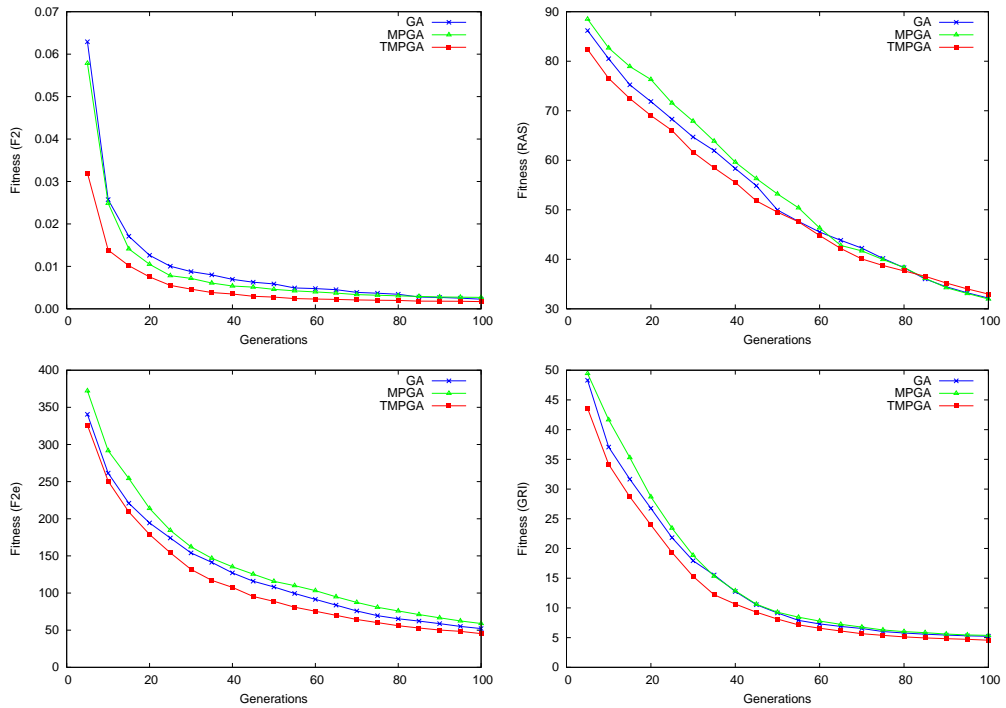 0.07
0.06
0.05
0.04
0.03
0.02
0.01
0.00
0 20 40 60 80 100
Fitness (F2)
Generations
GA
MPGA
TMPGA
90
80
70
60
50
40
30
0 20 40 60 80 100
Fitness (RAS)
Generations
GA
MPGA
TMPGA
400
350
300
250
200
150
100
50
0
0 20 40 60 80 100
Fitness (F2e)
Generations
GA
MPGA
TMPGA
50
45
40
35
30
25
20
15
10
5
0
0 20 40 60 80 100
Fitness (GRI)
Generations
GA
MPGA
TMPGA